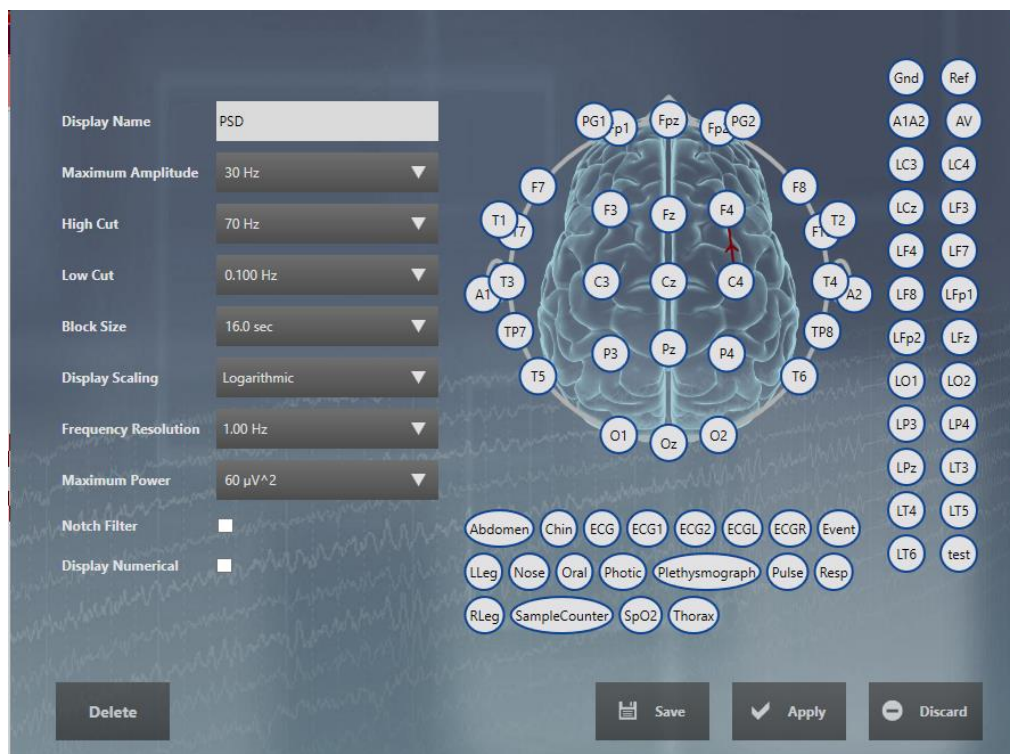 Display Name PSD
Maximum Amplitude 30 Hz
High Cut 70 Hz
Low Cut 0.100 Hz
Block Size 16.0 sec
Display Scaling Logarithmic
Frequency Resolution 1.00 Hz
Maximum Power 60 µV^2
Notch Filter
Display Numerical
PG1 Fp1 Fpz Fp2 PG2
F7 F8
F3 Fz F4
T1 T2
T3 C3 Cz C4 T4
A1 A2
TP7 TP8
P3 Pz P4
T5 T6
O1 Oz O2
Gnd Ref
A1A2 AV
LC3 LC4
LCz LF3
LF4 LF7
LF8 LFp1
LFp2 LFz
LO1 LO2
LP3 LP4
LPz LT3
LT4 LT5
LT6 test
Abdomen Chin ECG ECG1 ECG2 ECGL ECGR Event
LLeg Nose Oral Photic Plethysmograph Pulse Resp
RLeg SampleCounter SpO2 Thorax
Delete Save Apply Discard